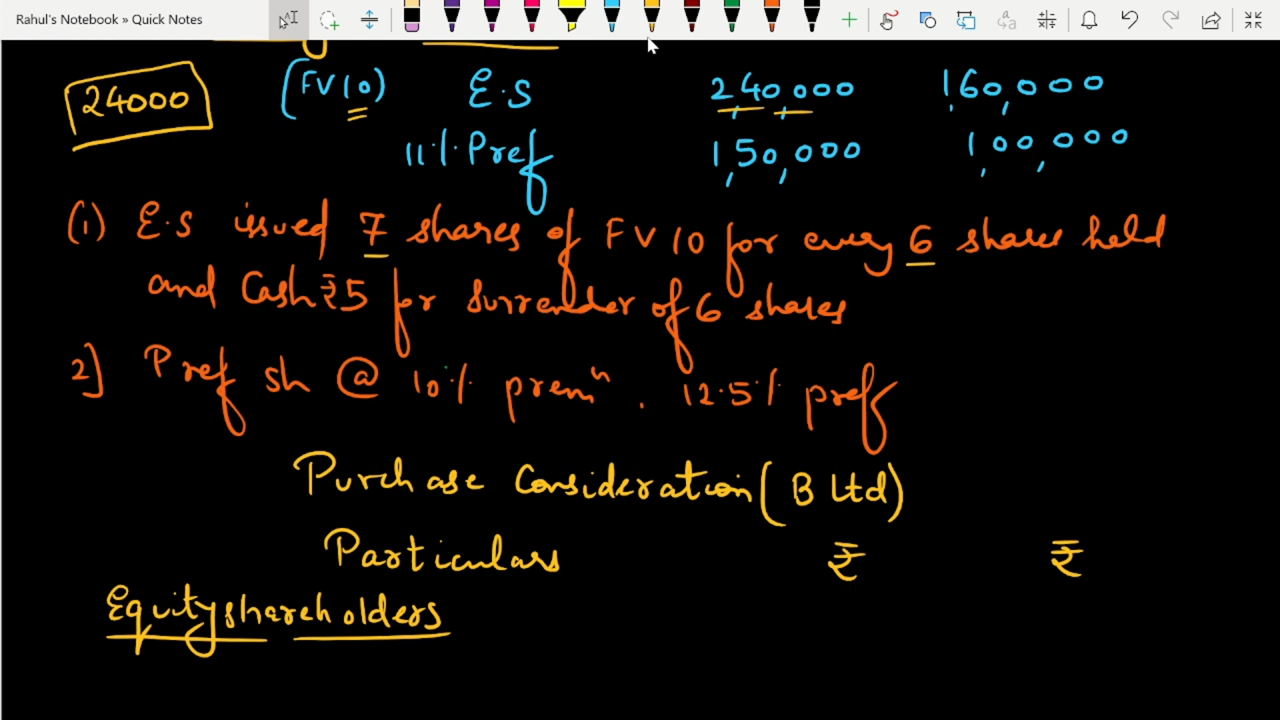 Rahul's Notebook » Quick Notes
24000 (FV10) E.S 240,000 160,000
11% Pref 1,50,000 1,00,000
(1) E.S issued 7 shares of FV 10 for every 6 shares held
and Cash ₹5 for surrender of 6 shares
2] Pref sh @ 10% premn. 12.5% pref
Purchase Consideration (B Ltd)
Particulars ₹ ₹
Equityshareholders